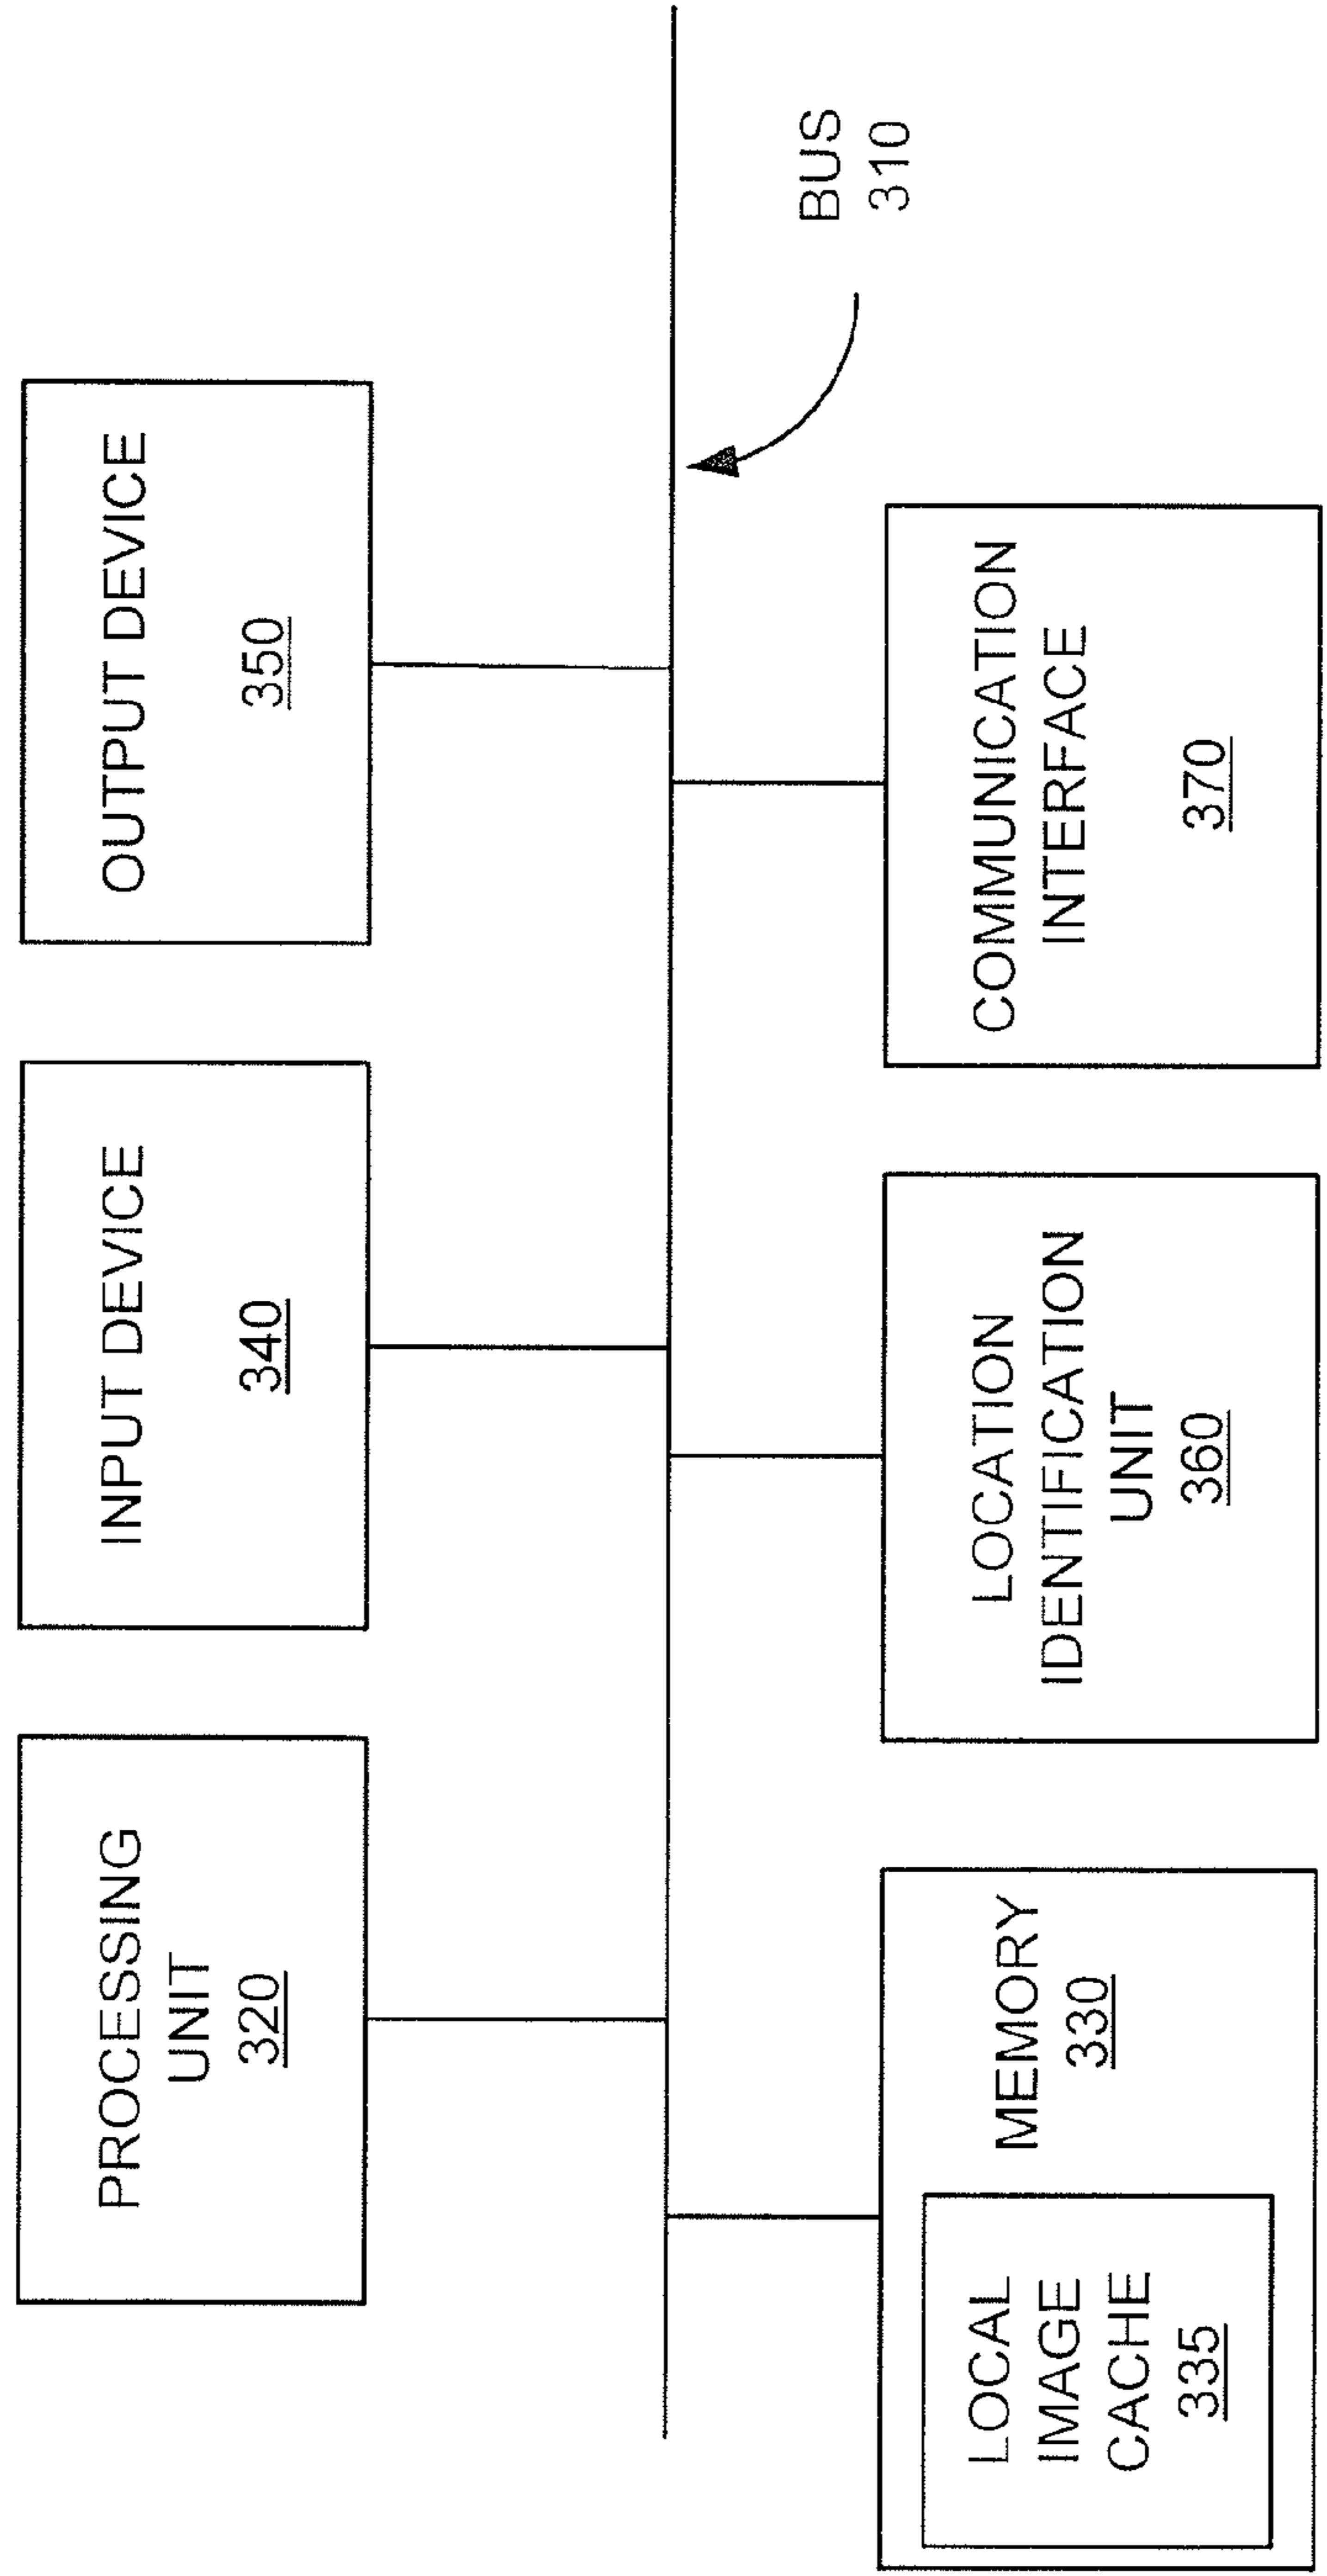 PROCESSING
UNIT
320
INPUT DEVICE
340
OUTPUT DEVICE
350
BUS
310
LOCAL
IMAGE
CACHE
335
MEMORY
330
LOCATION
IDENTIFICATION
UNIT
360
COMMUNICATION
INTERFACE
370